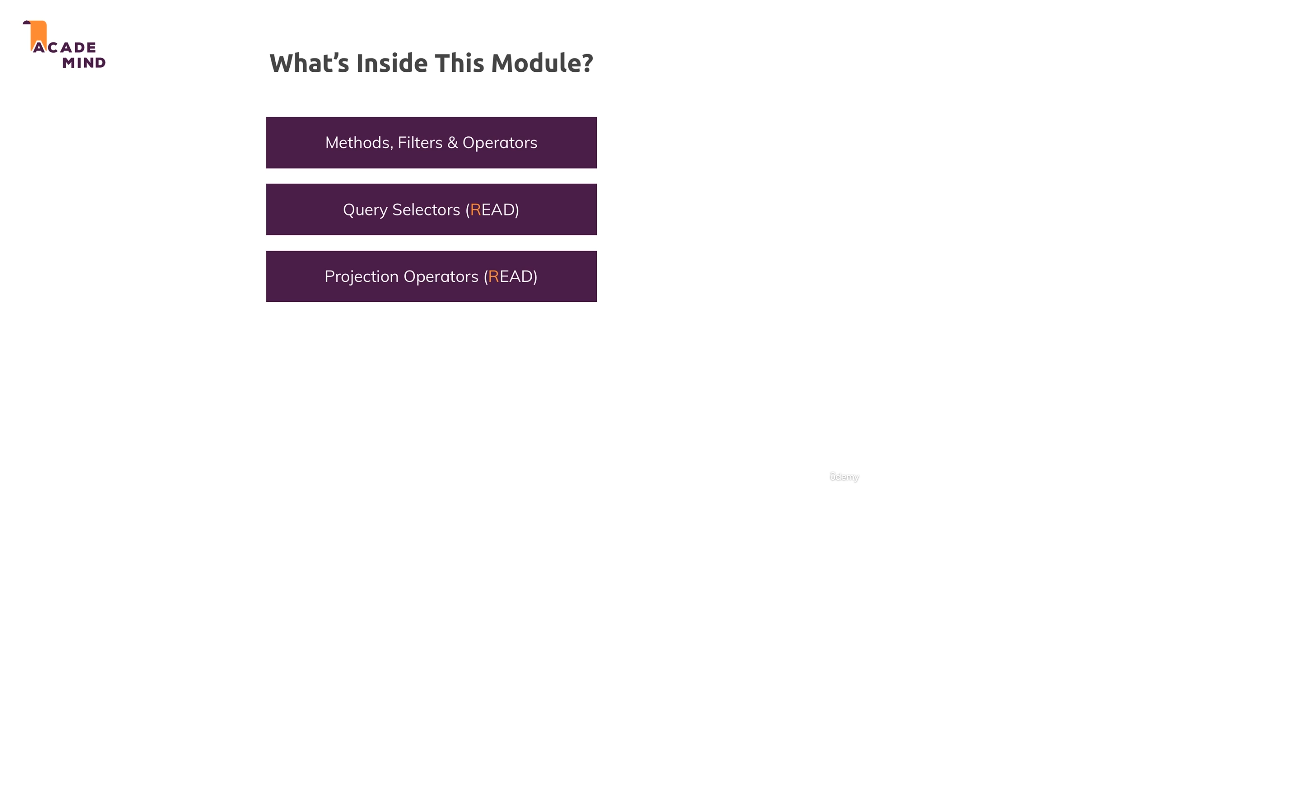 ACADE
MIND
What's Inside This Module?
Methods, Filters & Operators
Query Selectors (READ)
Projection Operators (READ)
Udemy